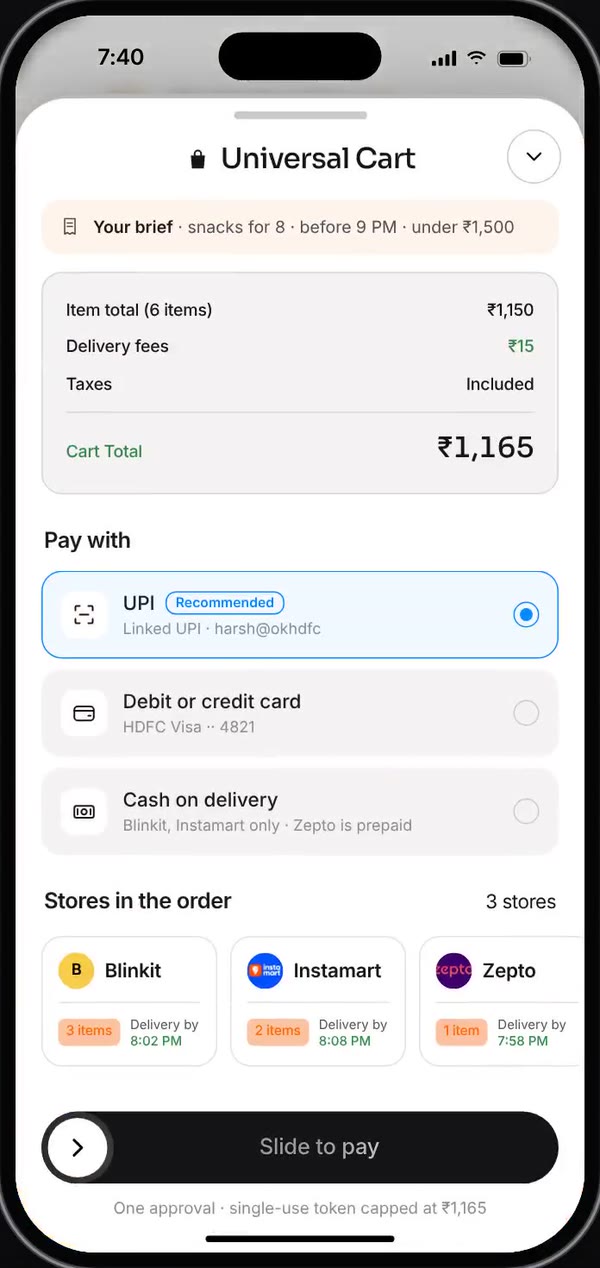 7:40
Universal Cart
Your brief · snacks for 8 · before 9 PM · under ₹1,500
Item total (6 items) ₹1,150
Delivery fees ₹15
Taxes Included
Cart Total ₹1,165
Pay with
UPI Recommended
Linked UPI · harsh@okhdfc
Debit or credit card
HDFC Visa ·· 4821
Cash on delivery
Blinkit, Instamart only · Zepto is prepaid
Stores in the order 3 stores
B Blinkit
3 items Delivery by
8:02 PM
insta
mart Instamart
2 items Delivery by
8:08 PM
zepto Zepto
1 item Delivery by
7:58 PM
Slide to pay
One approval · single-use token capped at ₹1,165